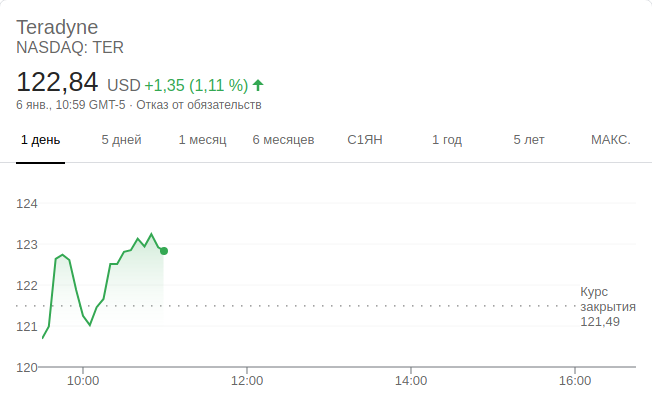 Teradyne
NASDAQ: TER
122,84 USD +1,35 (1,11 %)
6 янв., 10:59 GMT-5 · Отказ от обязательств
1 день 5 дней 1 месяц 6 месяцев С1ЯН 1 год 5 лет МАКС.
124
123
122
Курс
закрытия
121,49
121
120
10:00 12:00 14:00 16:00